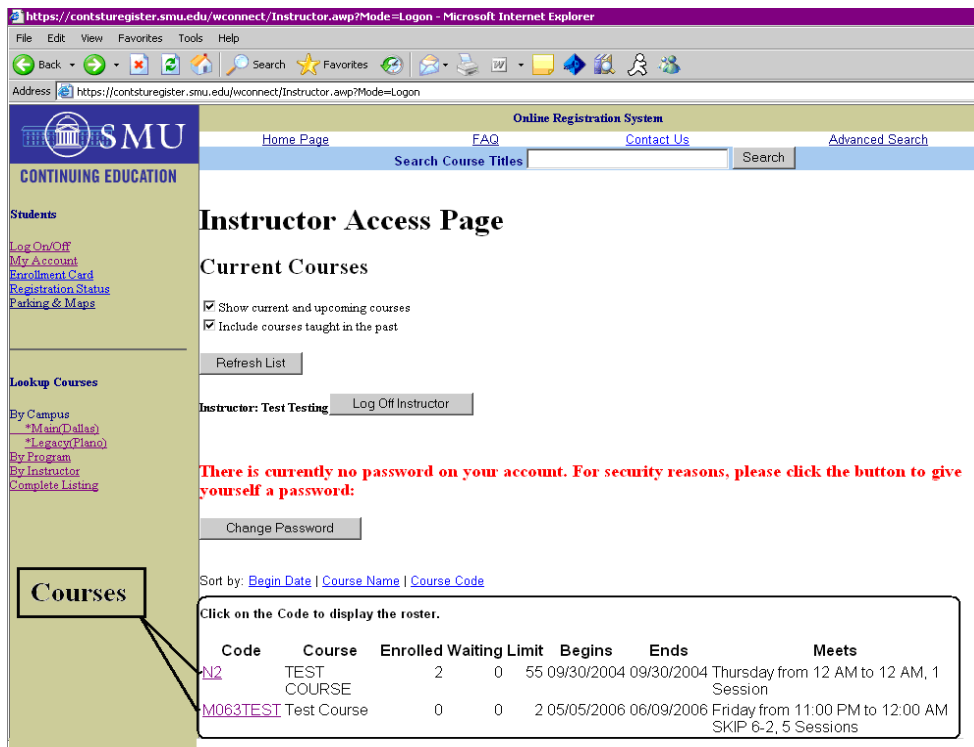 https://contsturegister.smu.edu/wconnect/Instructor.awp?Mode=Logon - Microsoft Internet Explorer
File Edit View Favorites Tools Help
Back Search Favorites
Address https://contsturegister.smu.edu/wconnect/Instructor.awp?Mode=Logon
SMU
CONTINUING EDUCATION
Students
Log On/Off
My Account
Enrollment Card
Registration Status
Parking & Maps
Lookup Courses
By Campus
*Main(Dallas)
*Legacy(Plano)
By Program
By Instructor
Complete Listing
Courses
Online Registration System
Home Page FAQ Contact Us Advanced Search
Search Course Titles Search
Instructor Access Page
Current Courses
Show current and upcoming courses
Include courses taught in the past
Refresh List
Instructor: Test Testing Log Off Instructor
There is currently no password on your account. For security reasons, please click the button to give
yourself a password:
Change Password
Sort by: Begin Date | Course Name | Course Code
Click on the Code to display the roster.
Code Course Enrolled Waiting Limit Begins Ends Meets
N2 TEST 2 0 55 09/30/2004 09/30/2004 Thursday from 12 AM to 12 AM, 1
COURSE Session
M063TEST Test Course 0 0 2 05/05/2006 06/09/2006 Friday from 11:00 PM to 12:00 AM
SKIP 6-2, 5 Sessions